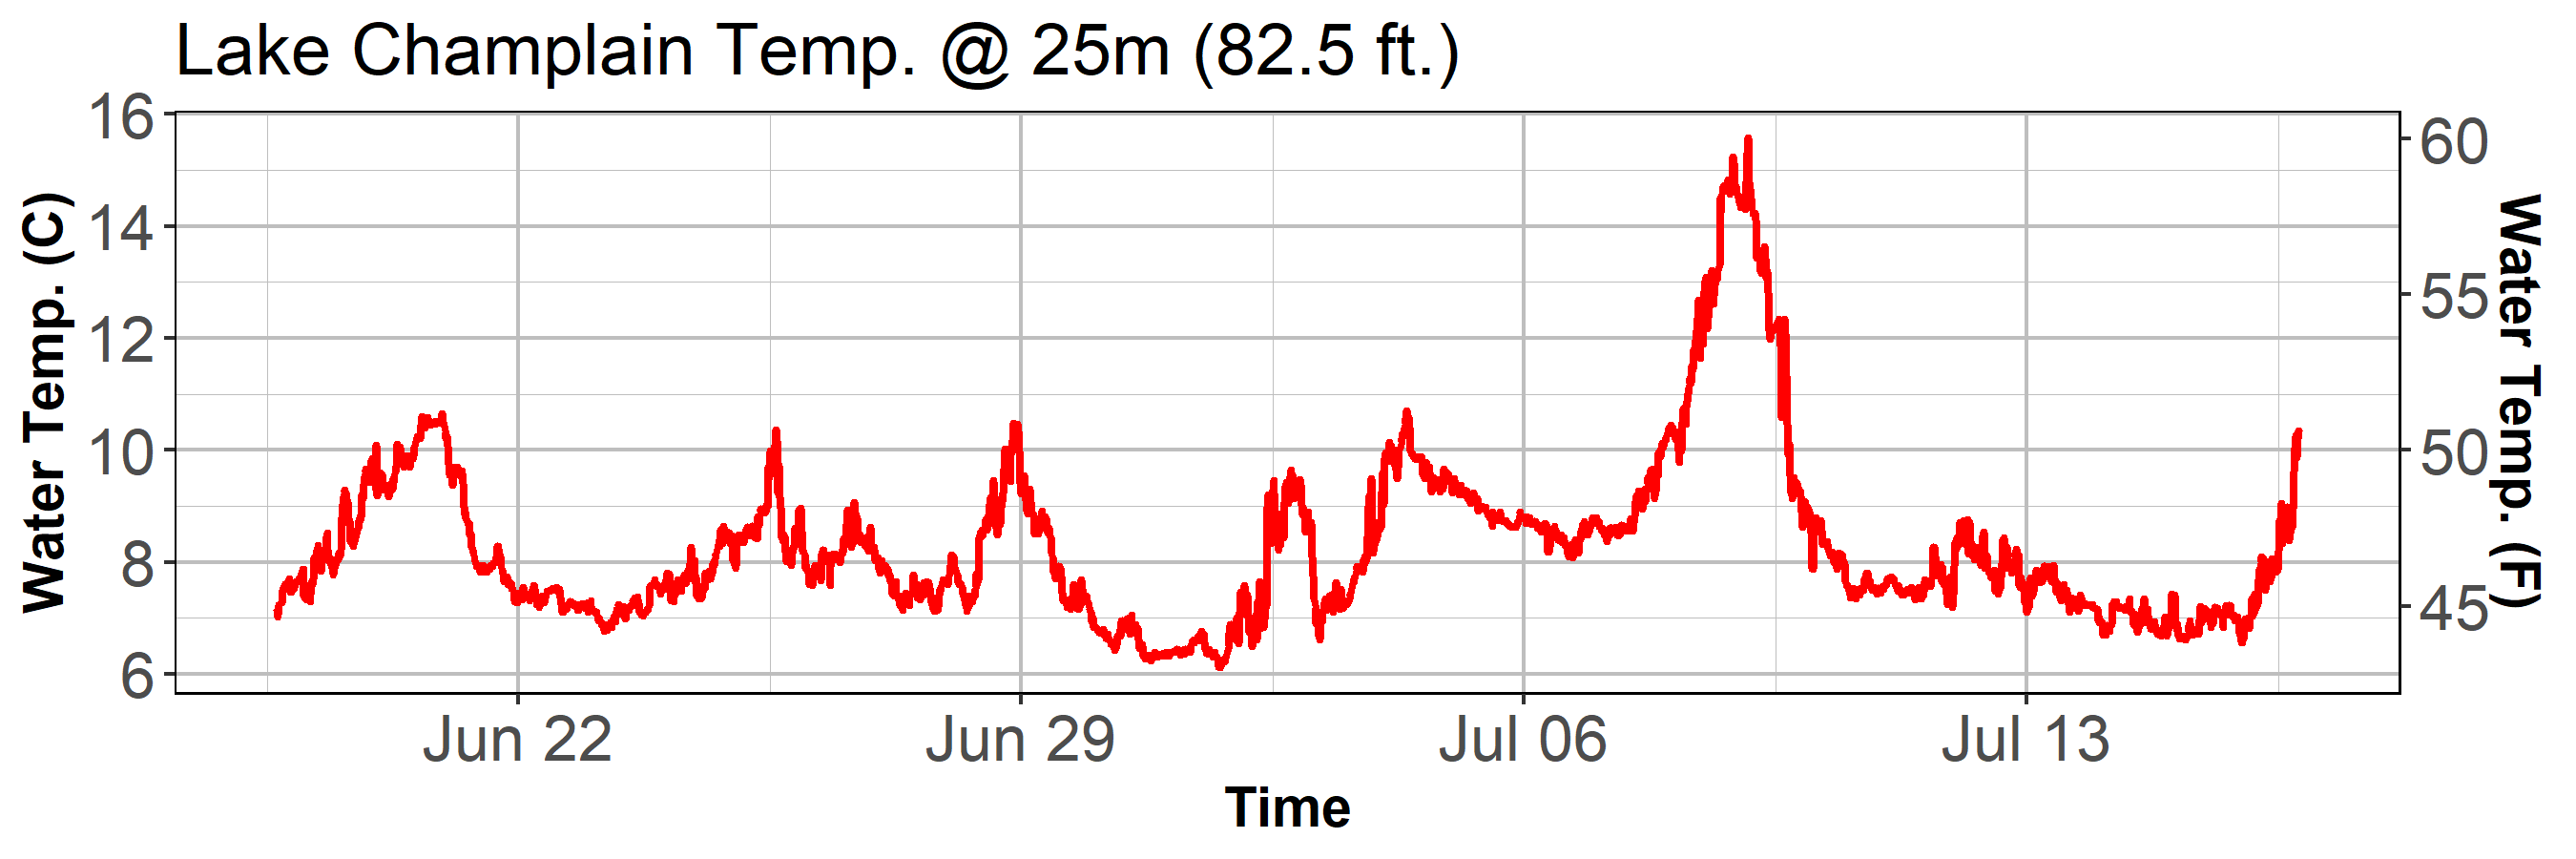 Lake Champlain Temp. @ 25m (82.5 ft.)
Water Temp. (C)
16
14
12
10
8
6
60
55
50
45
Water Temp. (F)
Jun 22
Jun 29
Jul 06
Jul 13
Time